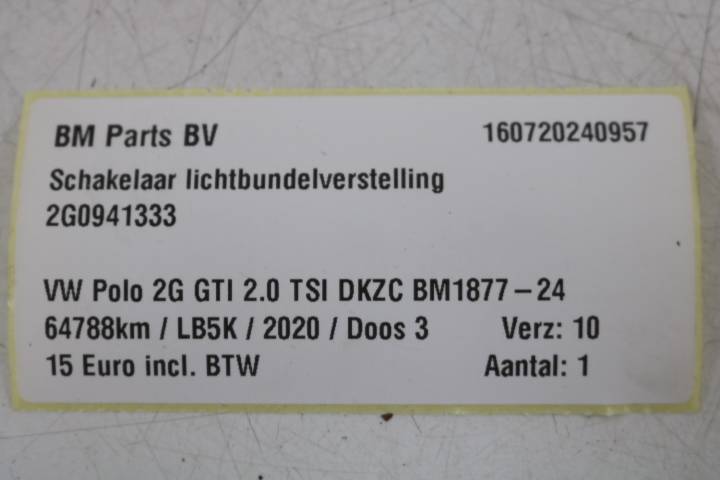 BM Parts BV 160720240957
Schakelaar lichtbundelverstelling
2G0941333
VW Polo 2G GTI 2.0 TSI DKZC BM1877-24
64788km / LB5K / 2020 / Doos 3 Verz: 10
15 Euro incl. BTW Aantal: 1